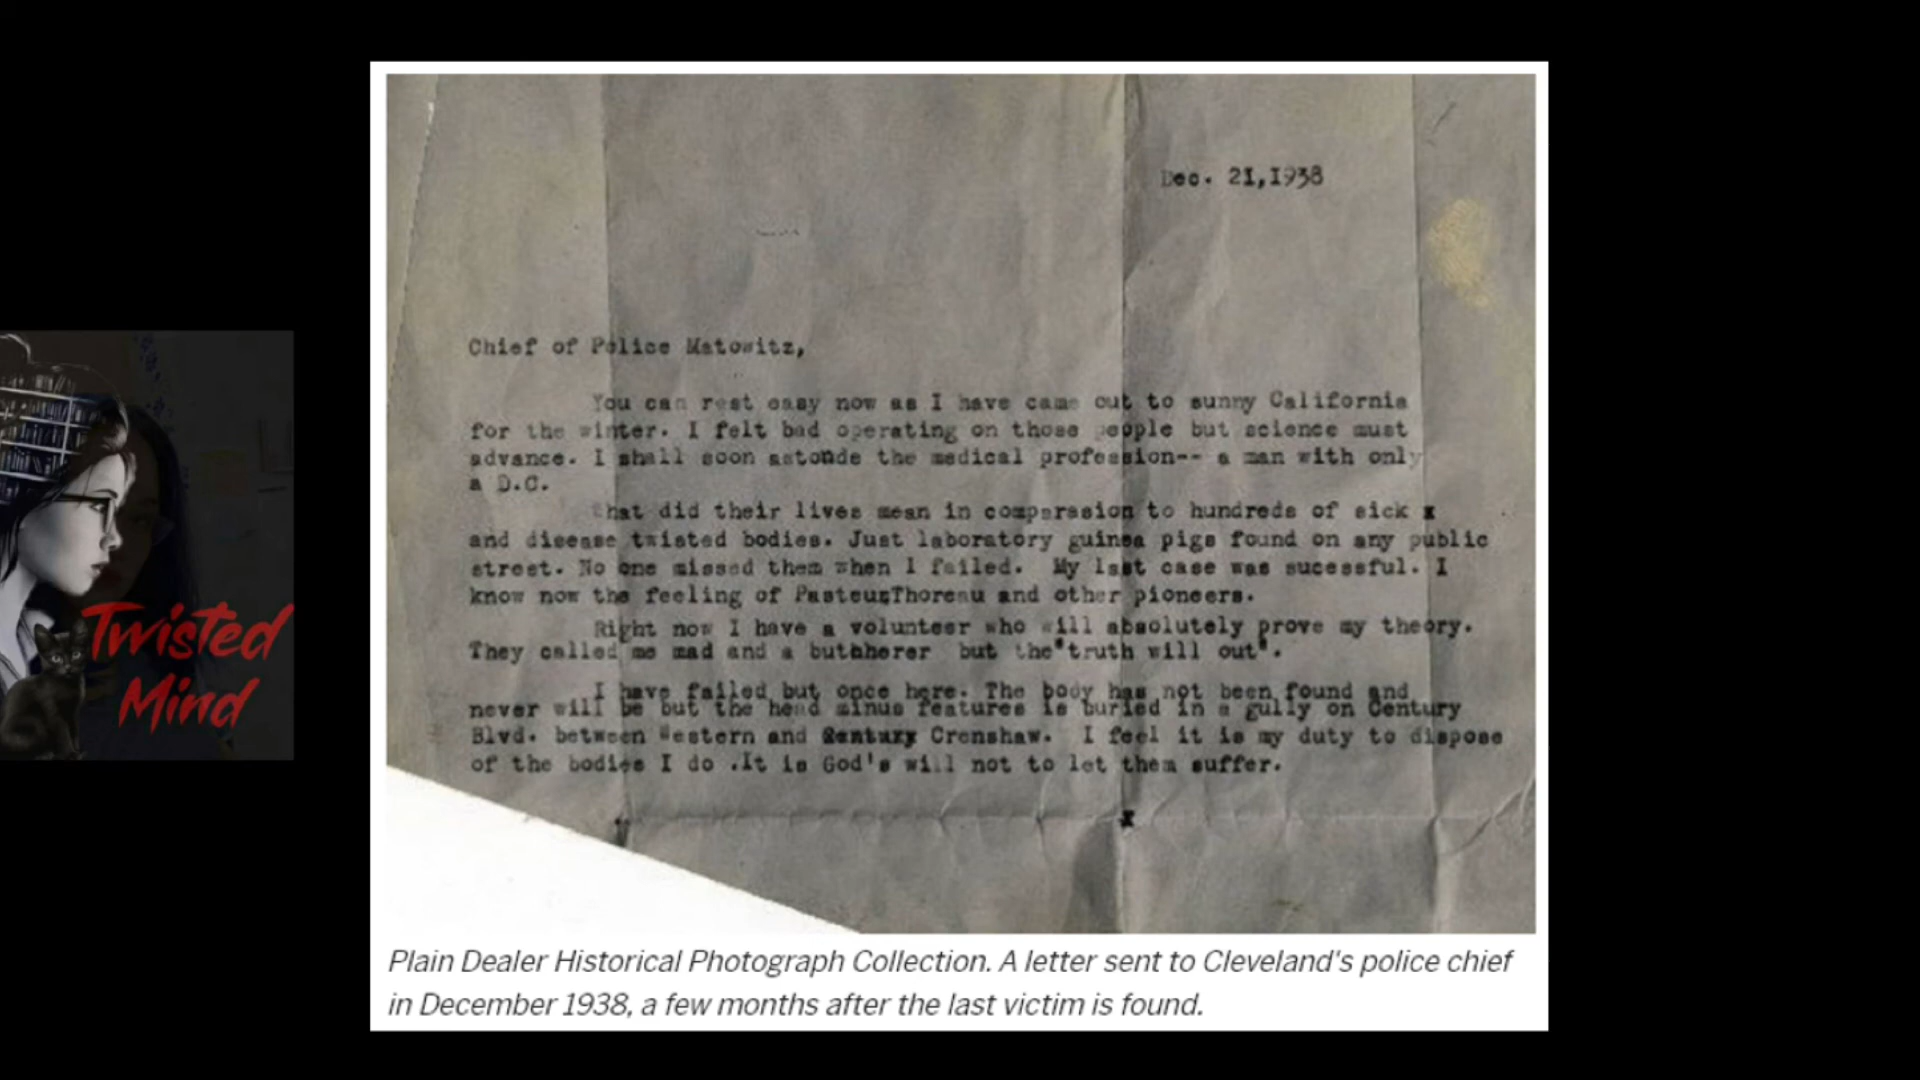 Dec. 21,1938
Chief of Police Matowitz,
You can rest easy now as I have came out to sunny California
for the winter. I felt bad operating on those people but science must
advance. I shall soon astonde the medical profession-- a man with only
a D.C.
What did their lives mean in comparasion to hundreds of sick x
and disease twisted bodies. Just laboratory guinea pigs found on any public
street. No one missed them when I failed. My last case was sucessful. I
know now the feeling of Pasteur,Thoreau and other pioneers.
Right now I have a volunteer who will absolutely prove my theory.
They called me mad and a butcherer but the"truth will out".
I have failed but once here. The body has not been found and
never will be but the head minus features is buried in a gully on Century
Blvd. between Western and Crenshaw. I feel it is my duty to dispose
of the bodies I do .It is God's will not to let them suffer.
x
Twisted
Mind
Plain Dealer Historical Photograph Collection. A letter sent to Cleveland's police chief
in December 1938, a few months after the last victim is found.